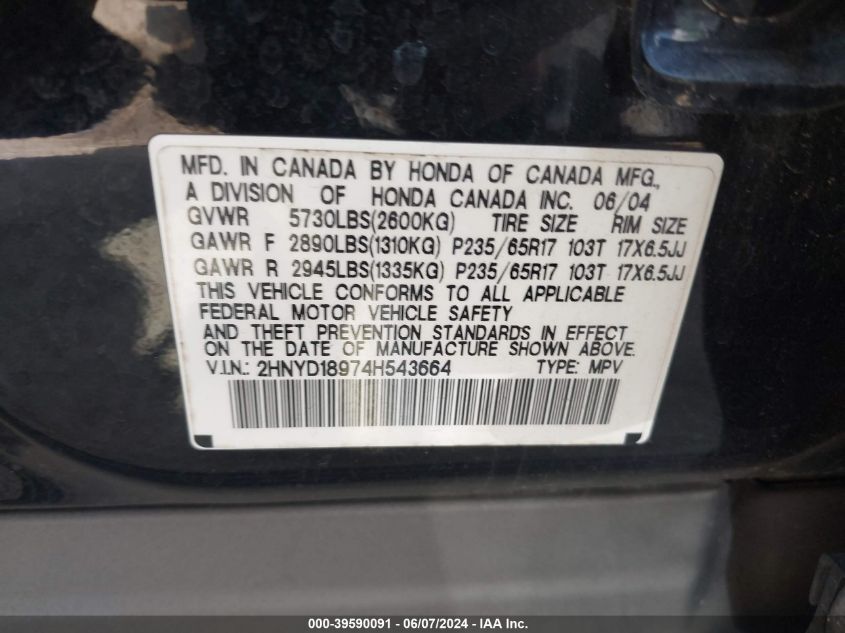 MFD. IN CANADA BY HONDA OF CANADA MFG.,
A DIVISION OF HONDA CANADA INC. 06/04
GVWR 5730LBS(2600KG) TIRE SIZE RIM SIZE
GAWR F 2890LBS(1310KG) P235/65R17 103T 17X6.5JJ
GAWR R 2945LBS(1335KG) P235/65R17 103T 17X6.5JJ
THIS VEHICLE CONFORMS TO ALL APPLICABLE
FEDERAL MOTOR VEHICLE SAFETY
AND THEFT PREVENTION STANDARDS IN EFFECT
ON THE DATE OF MANUFACTURE SHOWN ABOVE.
V.I.N.: 2HNYD18974H543664 TYPE: MPV
000-39590091 - 06/07/2024 - IAA Inc.